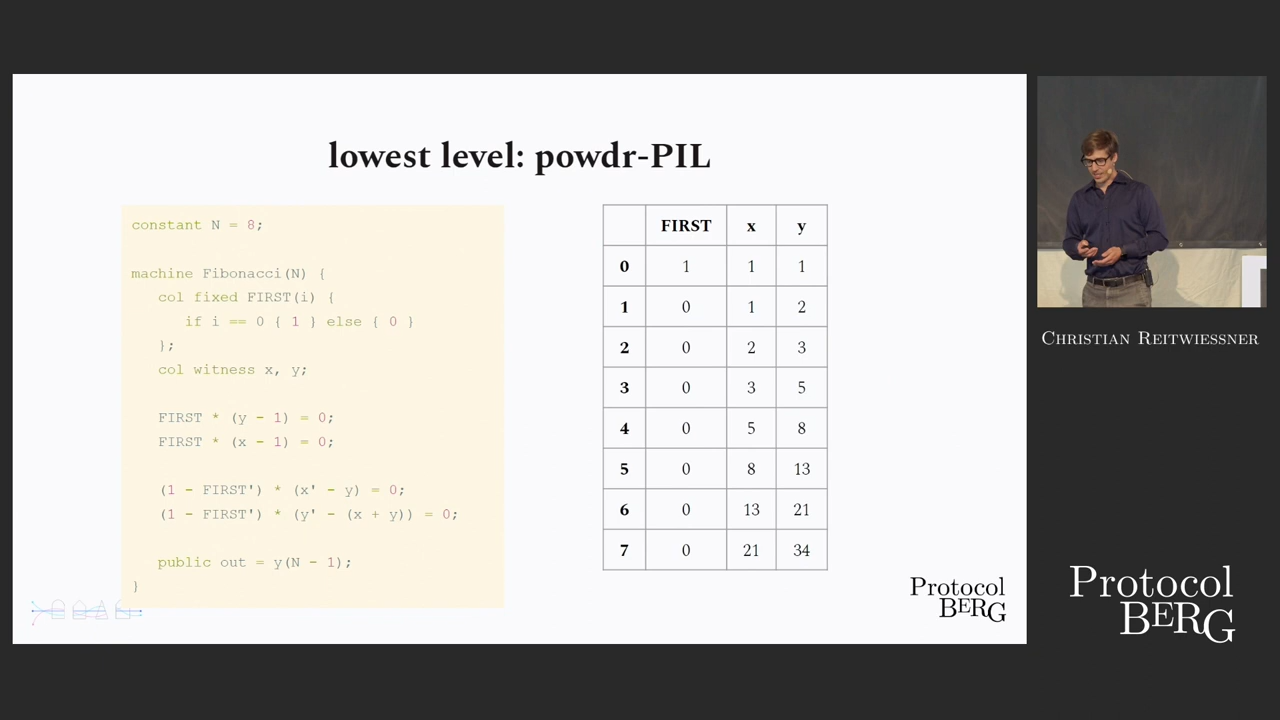 lowest level: powdr-PIL
constant N = 8;
machine Fibonacci(N) {
col fixed FIRST(i) {
if i == 0 { 1 } else { 0 }
};
col witness x, y;
FIRST * (y - 1) = 0;
FIRST * (x - 1) = 0;
(1 - FIRST') * (x' - y) = 0;
(1 - FIRST') * (y' - (x + y)) = 0;
public out = y(N - 1);
}
FIRST x y
0 1 1 1
1 0 1 2
2 0 2 3
3 0 3 5
4 0 5 8
5 0 8 13
6 0 13 21
7 0 21 34
Protocol
BERG
CHRISTIAN REITWIESSNER
Protocol
BERG